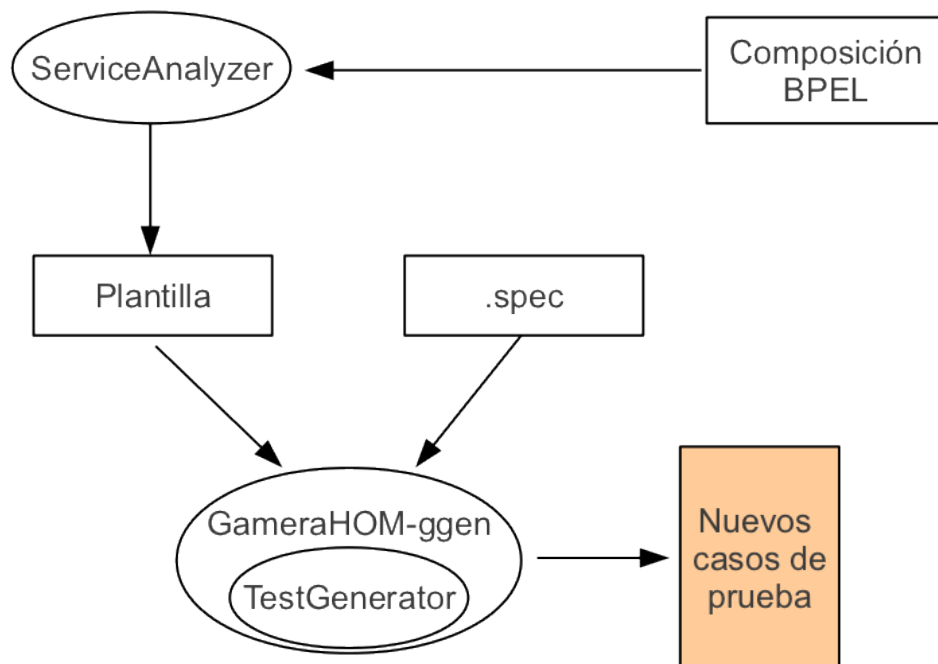 ServiceAnalyzer
Composición
BPEL
Plantilla
.spec
GameraHOM-ggen
TestGenerator
Nuevos
casos de
prueba